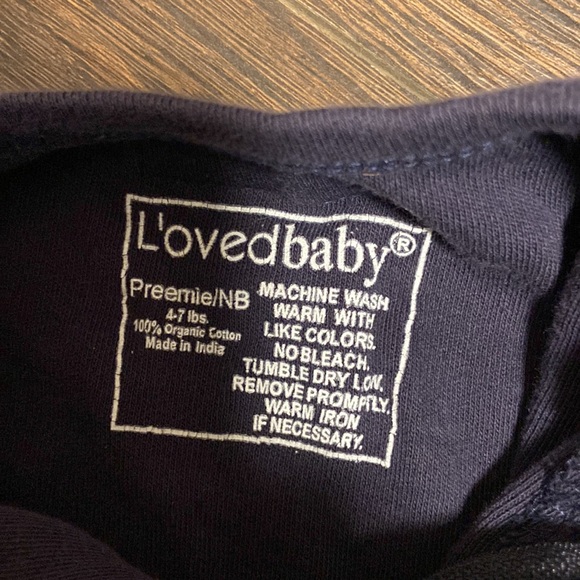 L'ovedbaby®
Preemie/NB
4-7 lbs.
100% Organic Cotton
Made in India
MACHINE WASH
WARM WITH
LIKE COLORS.
NO BLEACH.
TUMBLE DRY LOW.
REMOVE PROMPTLY.
WARM IRON
IF NECESSARY.